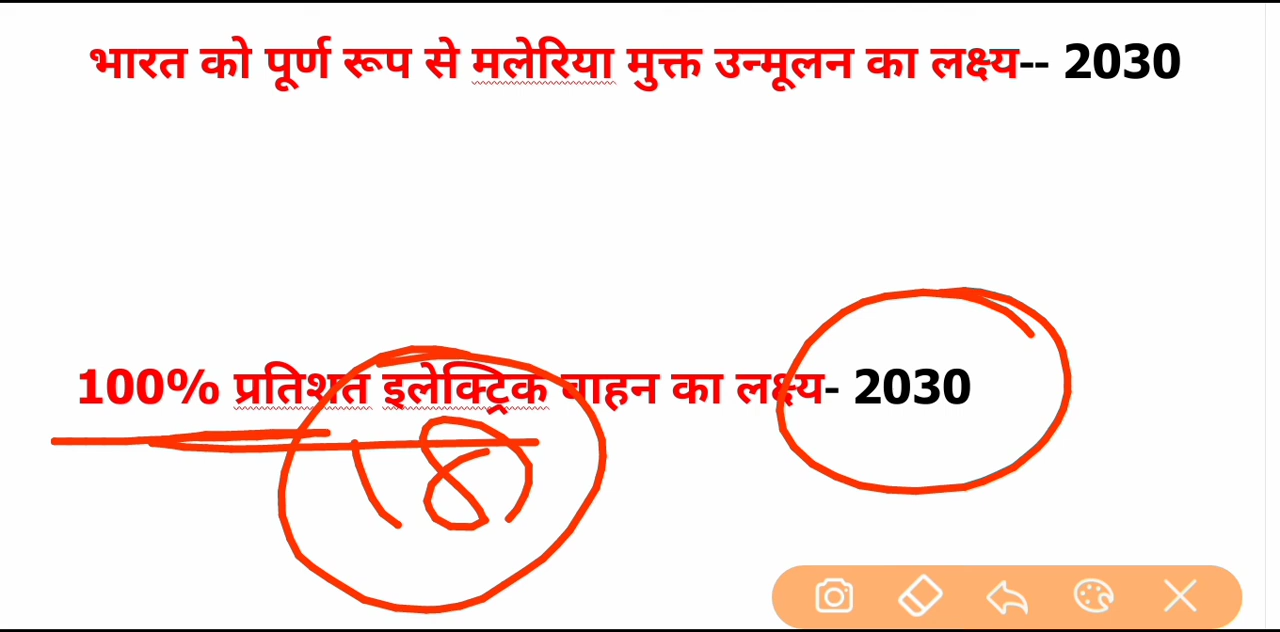 भारत को पूर्ण रूप से मलेरिया मुक्त उन्मूलन का लक्ष्य-- 2030
100% प्रतिशत इलेक्ट्रिक वाहन का लक्ष्य- 2030